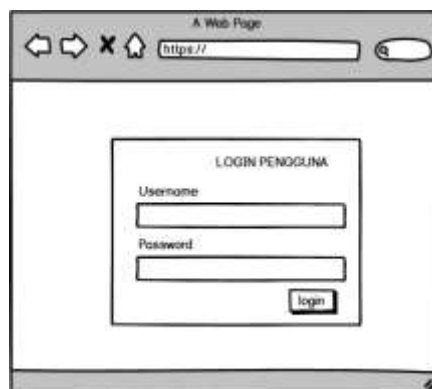 A Web Page
https://
LOGIN PENGGUNA
Username
Password
login